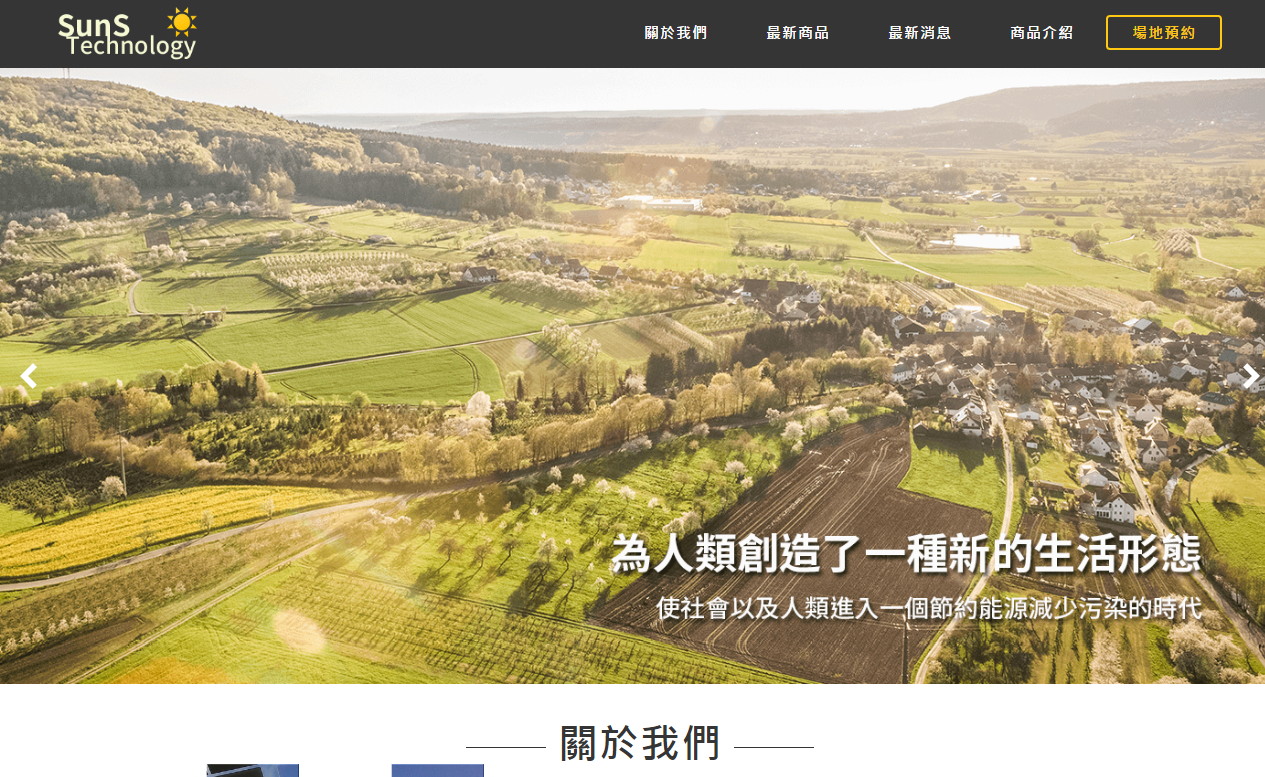 SunS
Technology
關於我們
最新商品
最新消息
商品介紹
場地預約
為人類創造了一種新的生活形態
使社會以及人類進入一個節約能源減少污染的時代
關於我們